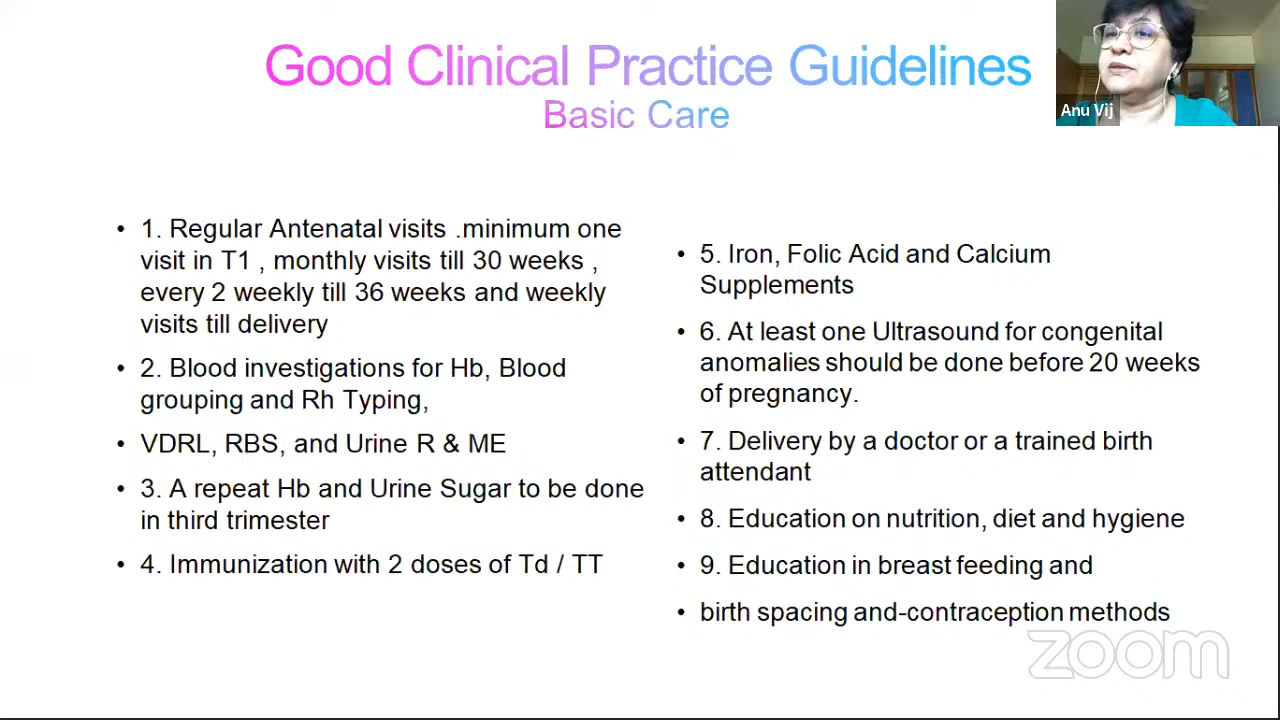 Good Clinical Practice Guidelines
Basic Care
Anu Vij
• 1. Regular Antenatal visits .minimum one
visit in T1 , monthly visits till 30 weeks ,
every 2 weekly till 36 weeks and weekly
visits till delivery
• 2. Blood investigations for Hb, Blood
grouping and Rh Typing,
• VDRL, RBS, and Urine R & ME
• 3. A repeat Hb and Urine Sugar to be done
in third trimester
• 4. Immunization with 2 doses of Td / TT
• 5. Iron, Folic Acid and Calcium
Supplements
• 6. At least one Ultrasound for congenital
anomalies should be done before 20 weeks
of pregnancy.
• 7. Delivery by a doctor or a trained birth
attendant
• 8. Education on nutrition, diet and hygiene
• 9. Education in breast feeding and
• birth spacing and-contraception methods
zoom